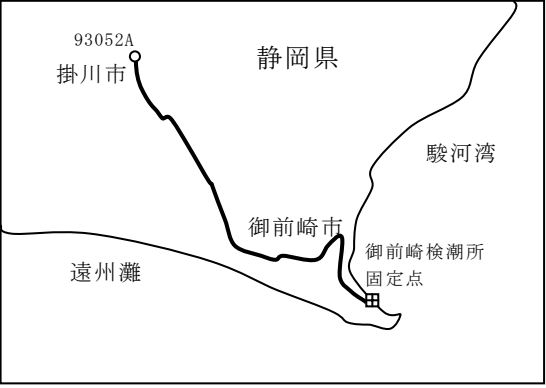 93052A
掛川市
静岡県
駿河湾
御前崎市
御前崎検潮所
固定点
遠州灘